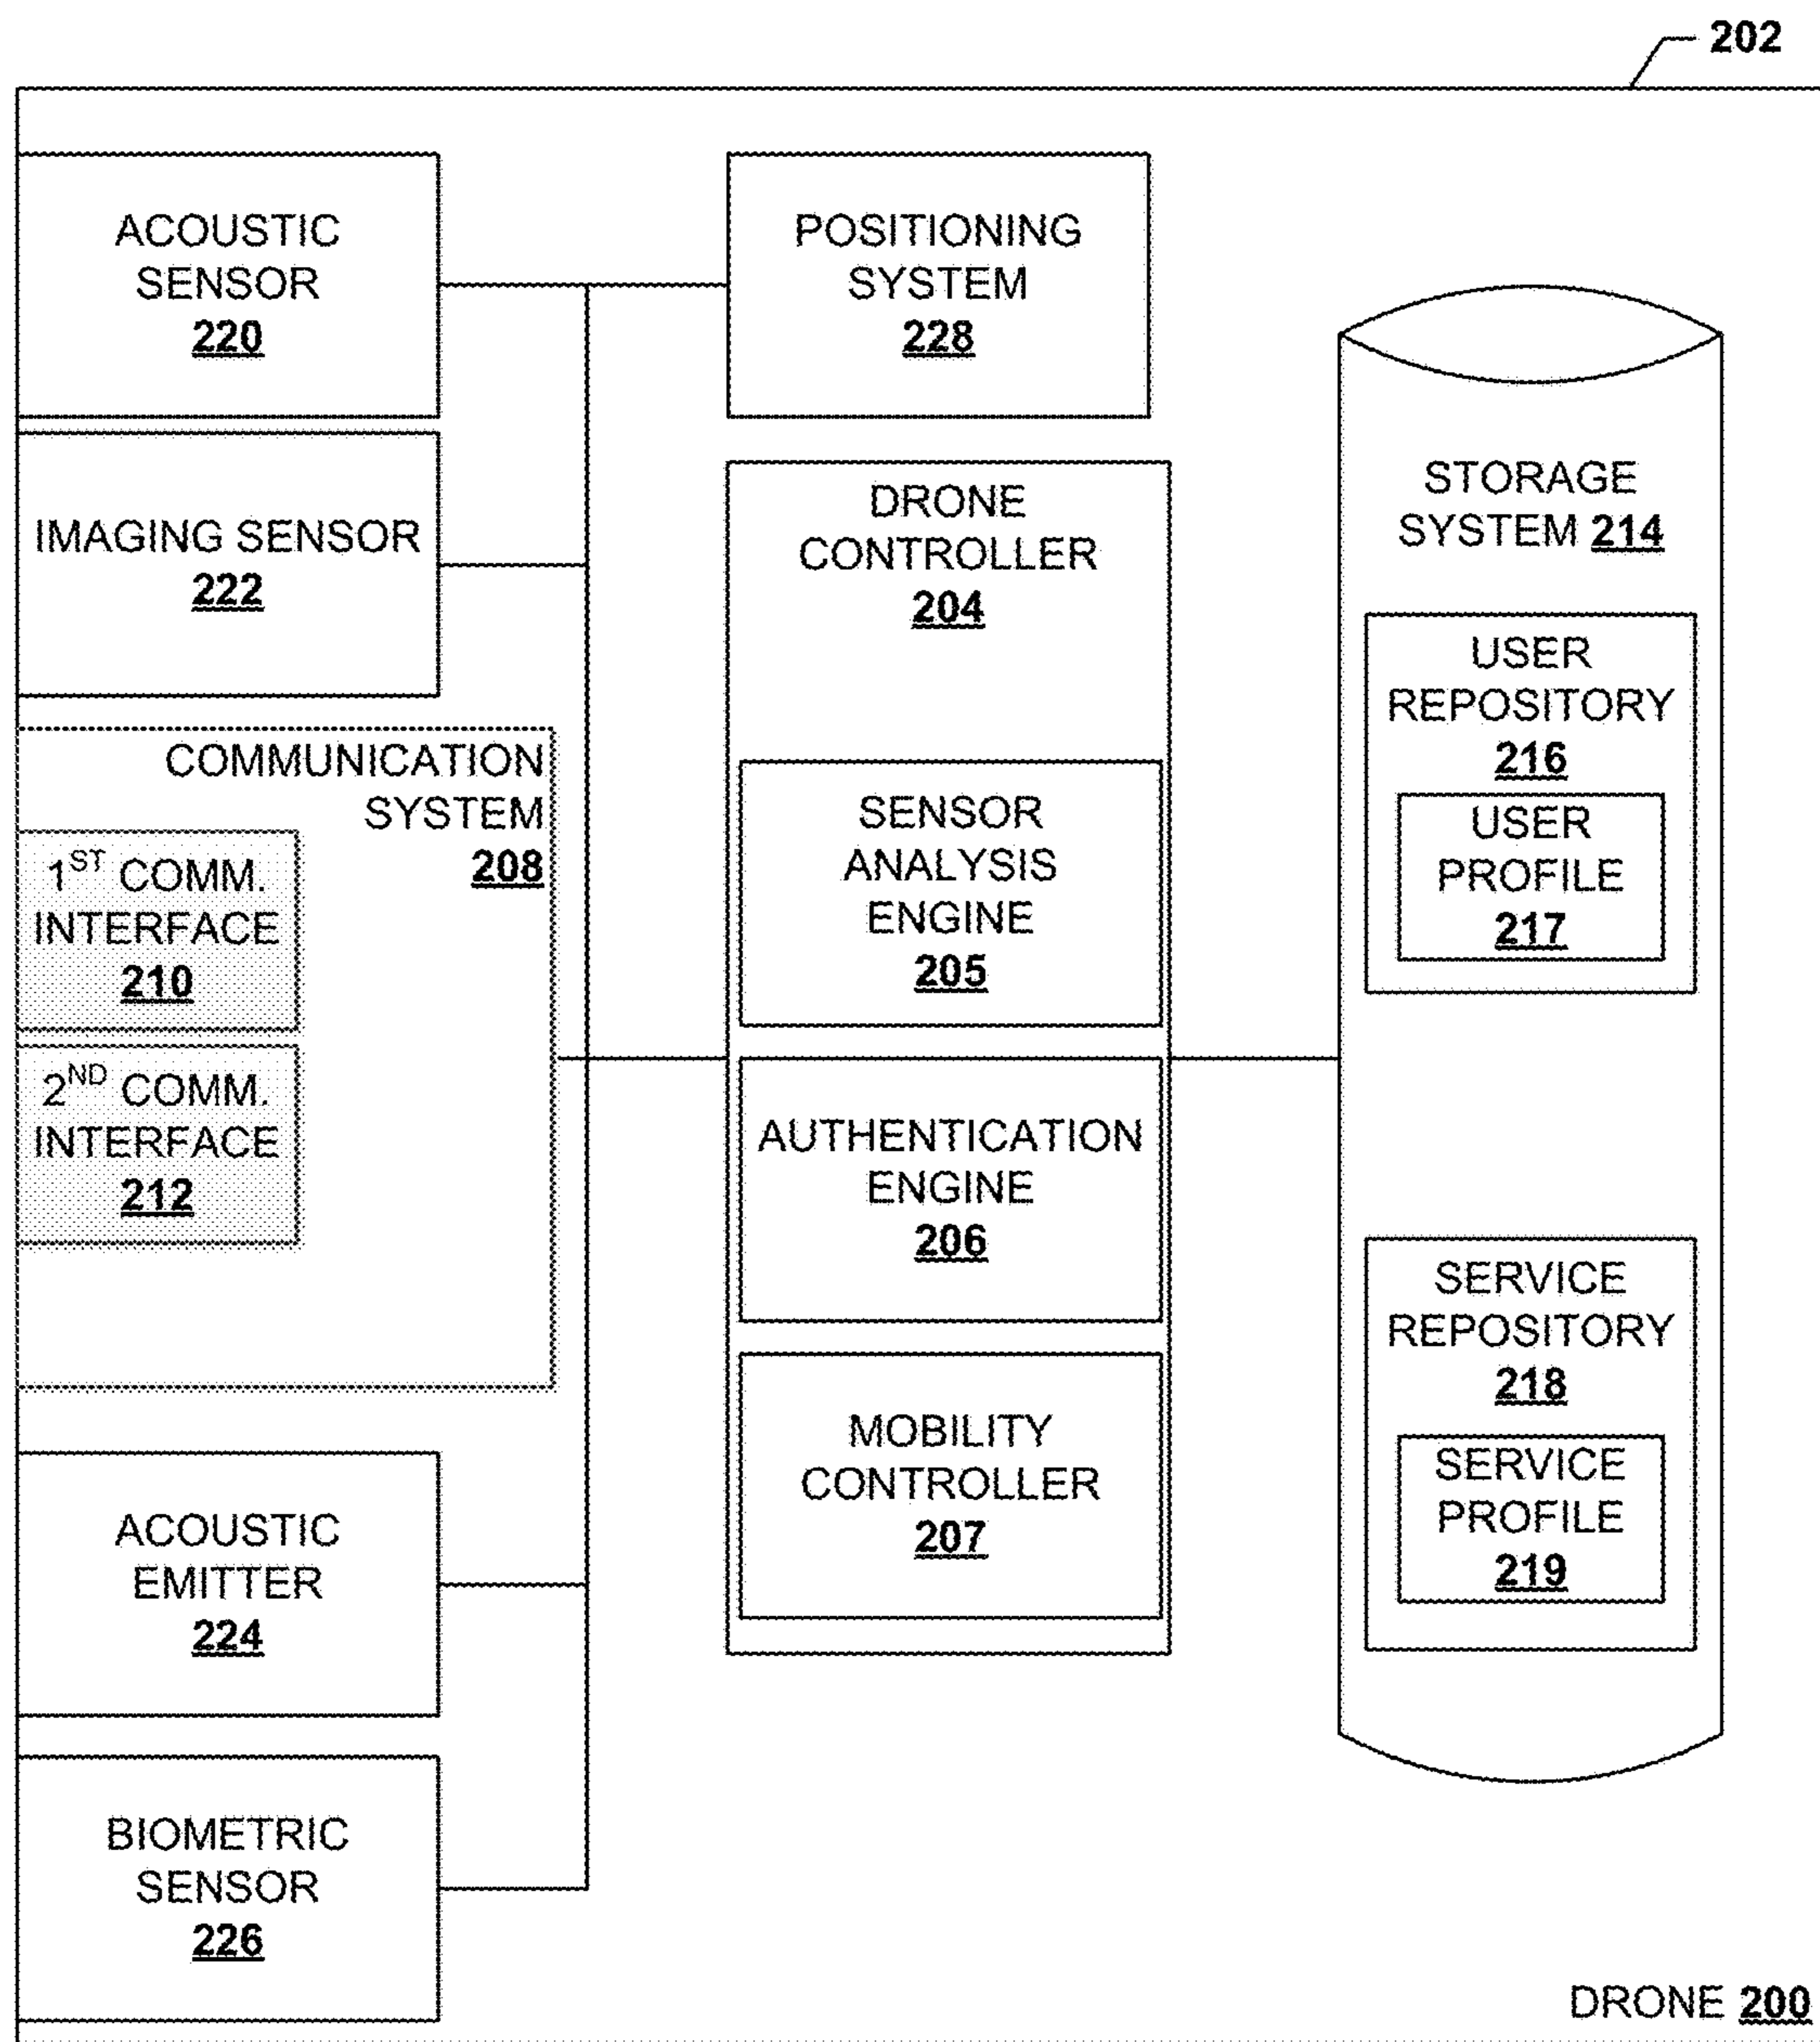 202
ACOUSTIC
SENSOR
220
POSITIONING
SYSTEM
228
IMAGING SENSOR
222
DRONE
CONTROLLER
204
STORAGE
SYSTEM 214
USER
REPOSITORY
216
USER
PROFILE
217
COMMUNICATION
SYSTEM
208
1ST COMM.
INTERFACE
210
2ND COMM.
INTERFACE
212
SENSOR
ANALYSIS
ENGINE
205
AUTHENTICATION
ENGINE
206
MOBILITY
CONTROLLER
207
SERVICE
REPOSITORY
218
SERVICE
PROFILE
219
ACOUSTIC
EMITTER
224
BIOMETRIC
SENSOR
226
DRONE 200